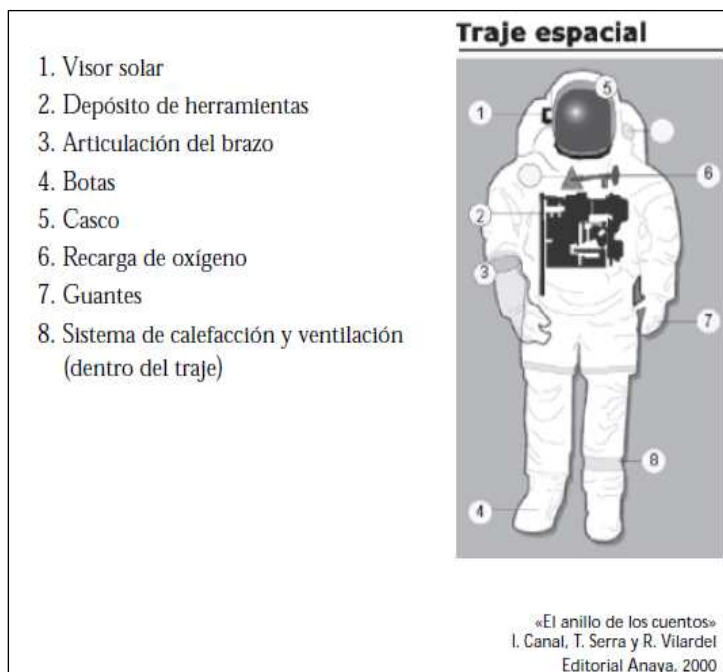 Traje espacial
1. Visor solar
2. Depósito de herramientas
3. Articulación del brazo
4. Botas
5. Casco
6. Recarga de oxígeno
7. Guantes
8. Sistema de calefacción y ventilación
(dentro del traje)
5
1
6
2
3
7
8
4
«El anillo de los cuentos»
I. Canal, T. Serra y R. Vilardel
Editorial Anaya, 2000